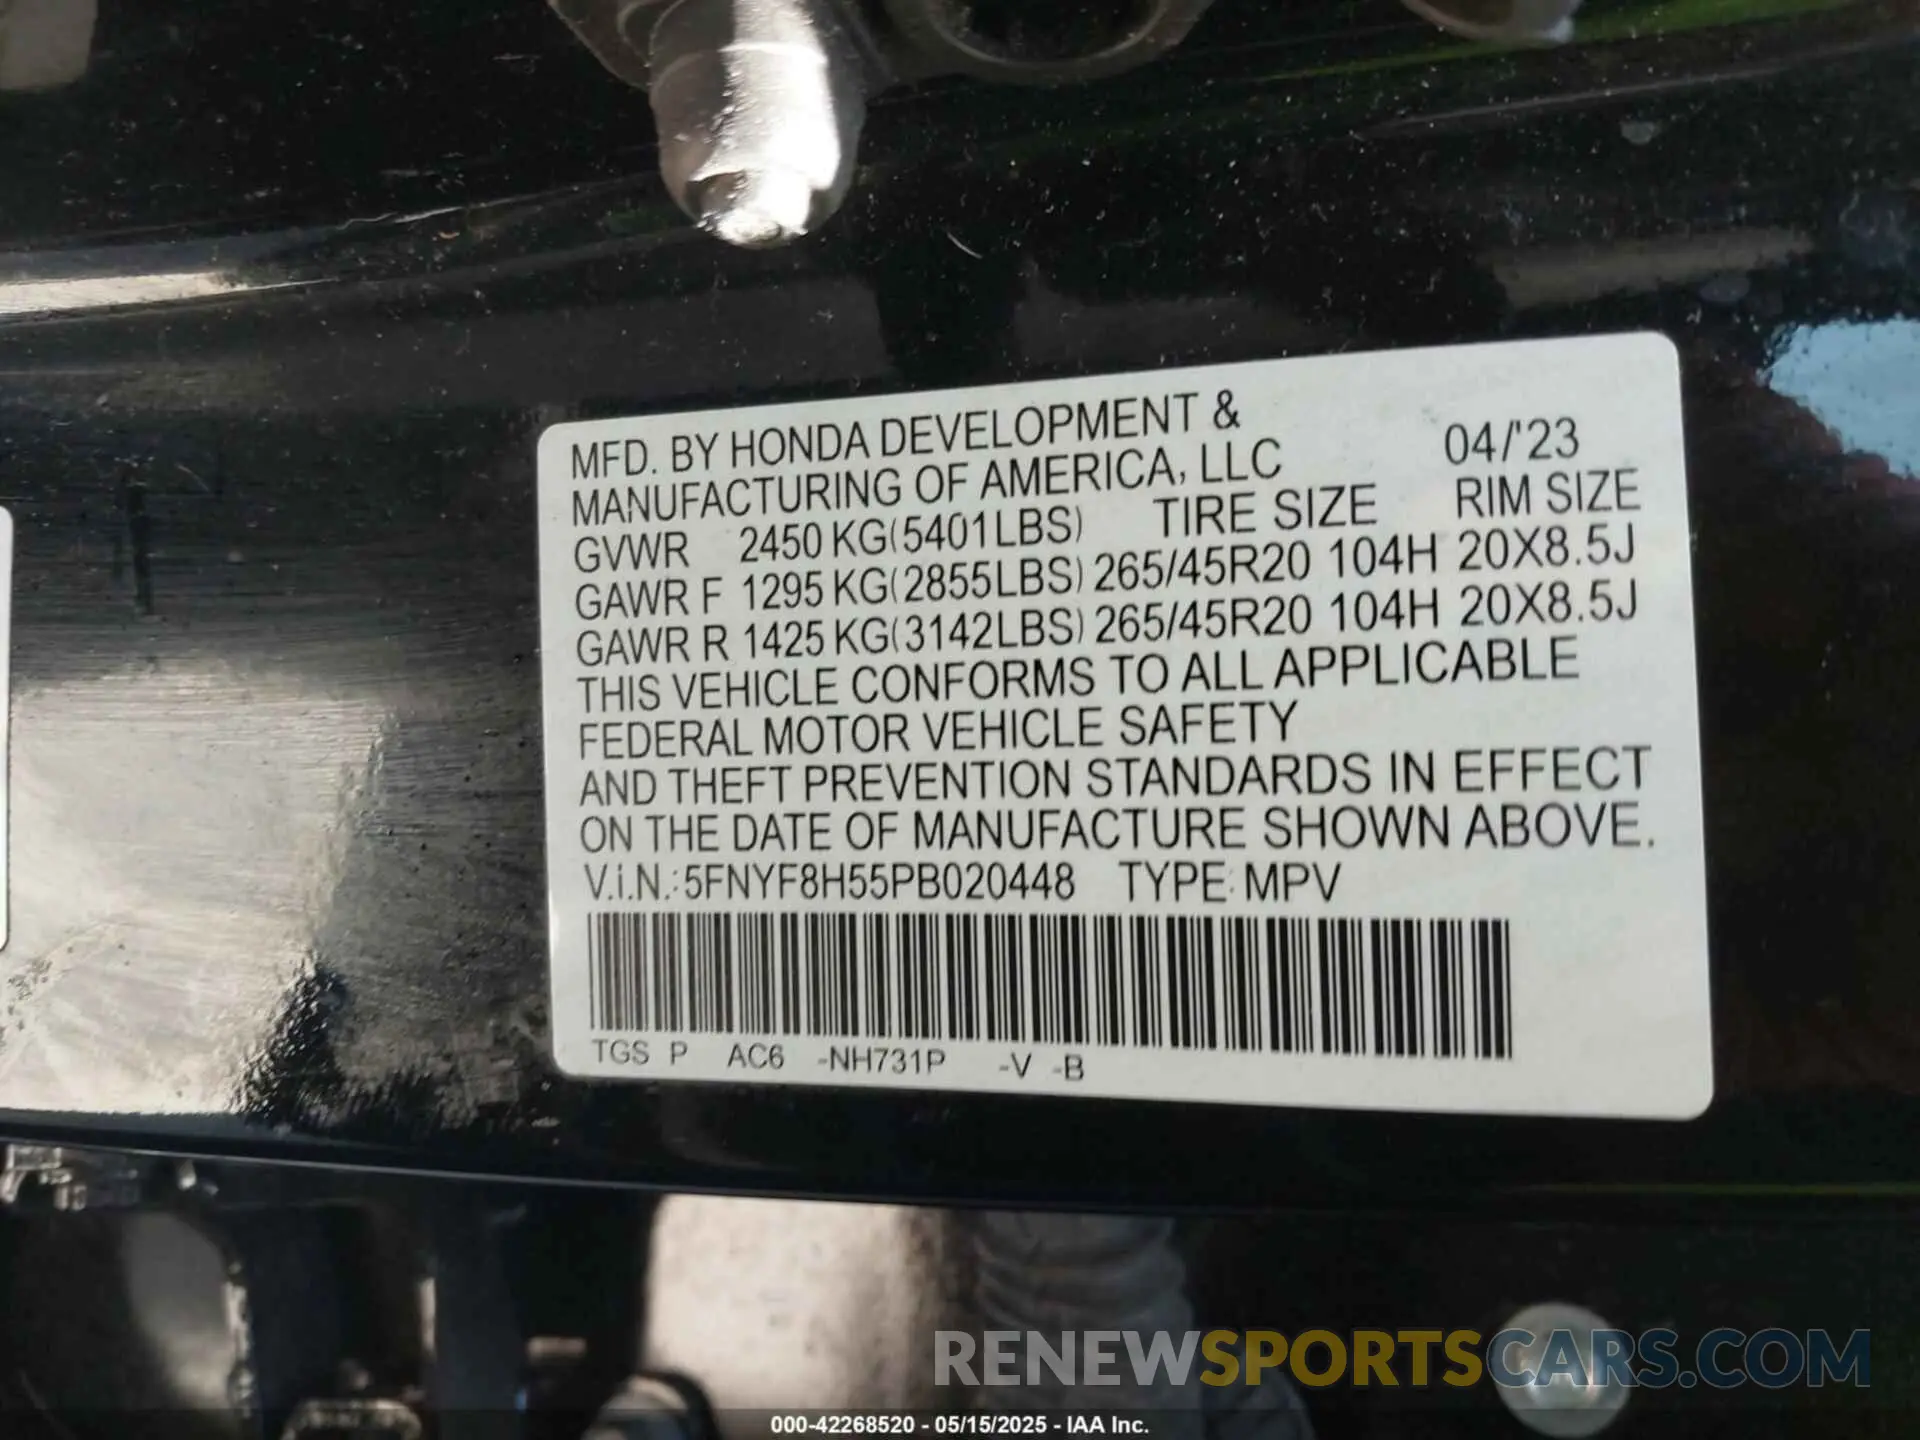 MFD. BY HONDA DEVELOPMENT &
MANUFACTURING OF AMERICA, LLC 04/'23
GVWR 2450 KG(5401LBS) TIRE SIZE RIM SIZE
GAWR F 1295 KG(2855LBS) 265/45R20 104H 20X8.5J
GAWR R 1425 KG(3142LBS) 265/45R20 104H 20X8.5J
THIS VEHICLE CONFORMS TO ALL APPLICABLE
FEDERAL MOTOR VEHICLE SAFETY
AND THEFT PREVENTION STANDARDS IN EFFECT
ON THE DATE OF MANUFACTURE SHOWN ABOVE.
V.I.N.: 5FNYF8H55PB020448 TYPE: MPV
TGS P AC6 -NH731P -V -B
RENEWSPORTSCARS.COM
000-42268520 - 05/15/2025 - IAA Inc.